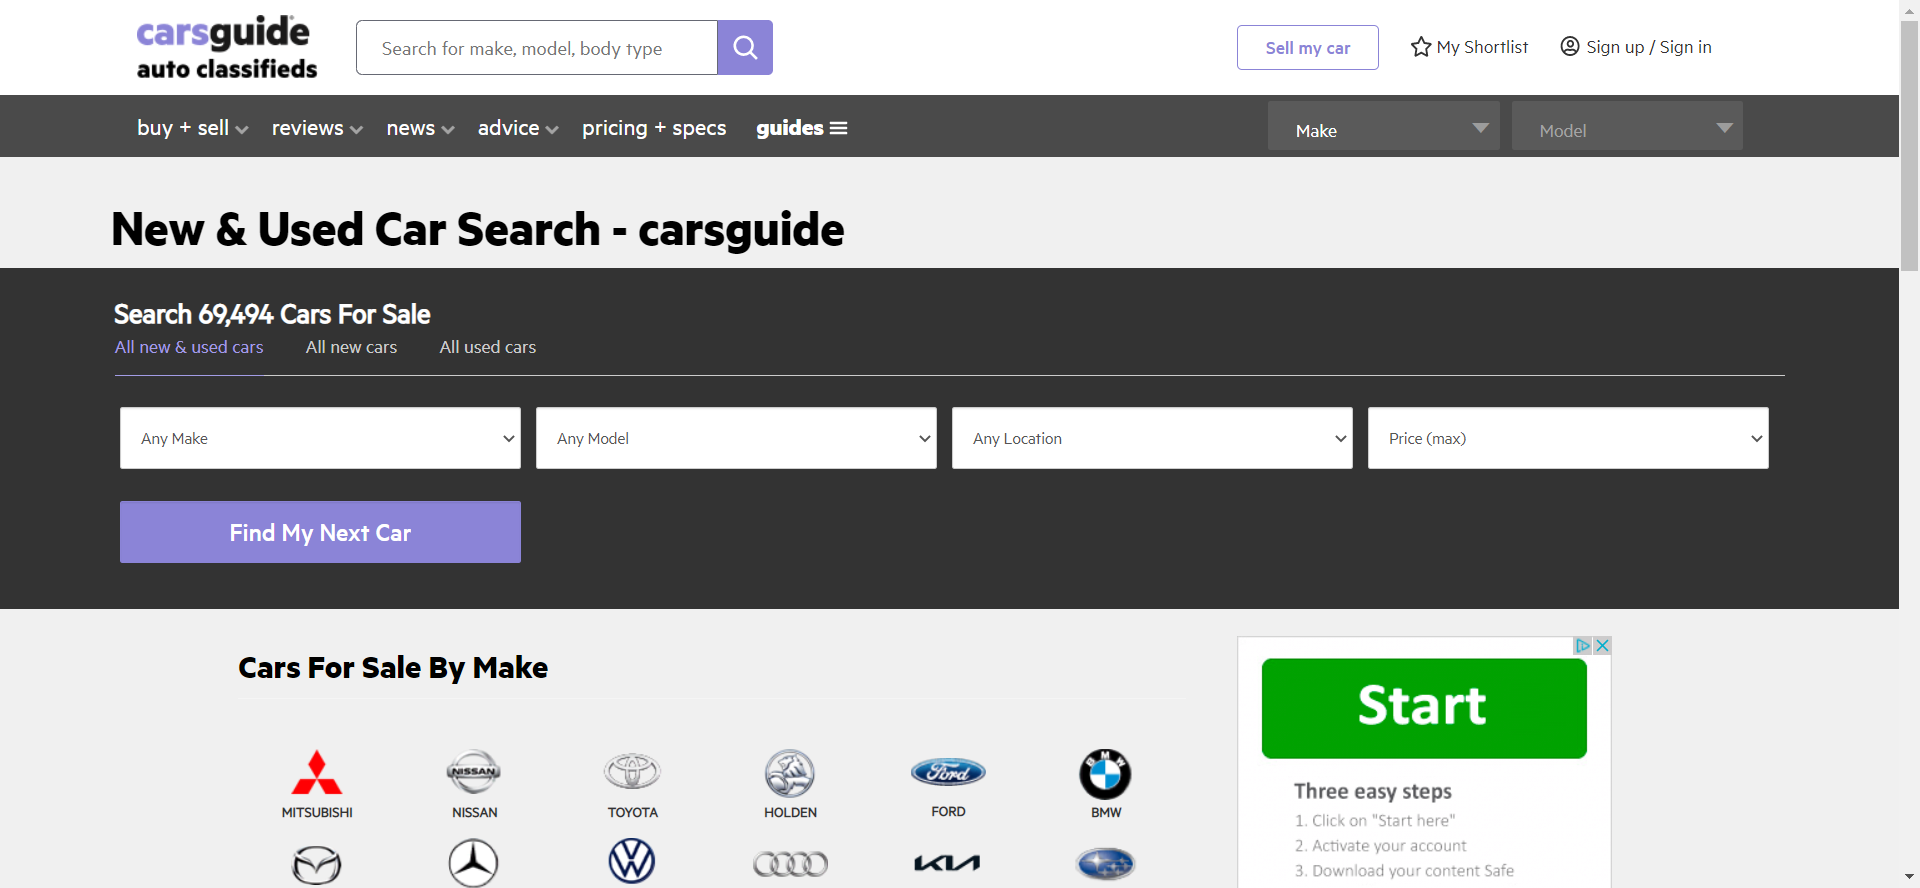 carsguide
auto classifieds
Search for make, model, body type
Sell my car
My Shortlist
Sign up / Sign in
buy + sell
reviews
news
advice
pricing + specs
guides
Make
Model
New & Used Car Search - carsguide
Search 69,494 Cars For Sale
All new & used cars
All new cars
All used cars
Any Make
Any Model
Any Location
Price (max)
Find My Next Car
Cars For Sale By Make
NISSAN
Ford
BMW
MITSUBISHI
NISSAN
TOYOTA
HOLDEN
FORD
BMW
KIA
Start
Three easy steps
1. Click on "Start here"
2. Activate your account
3. Download your content Safe